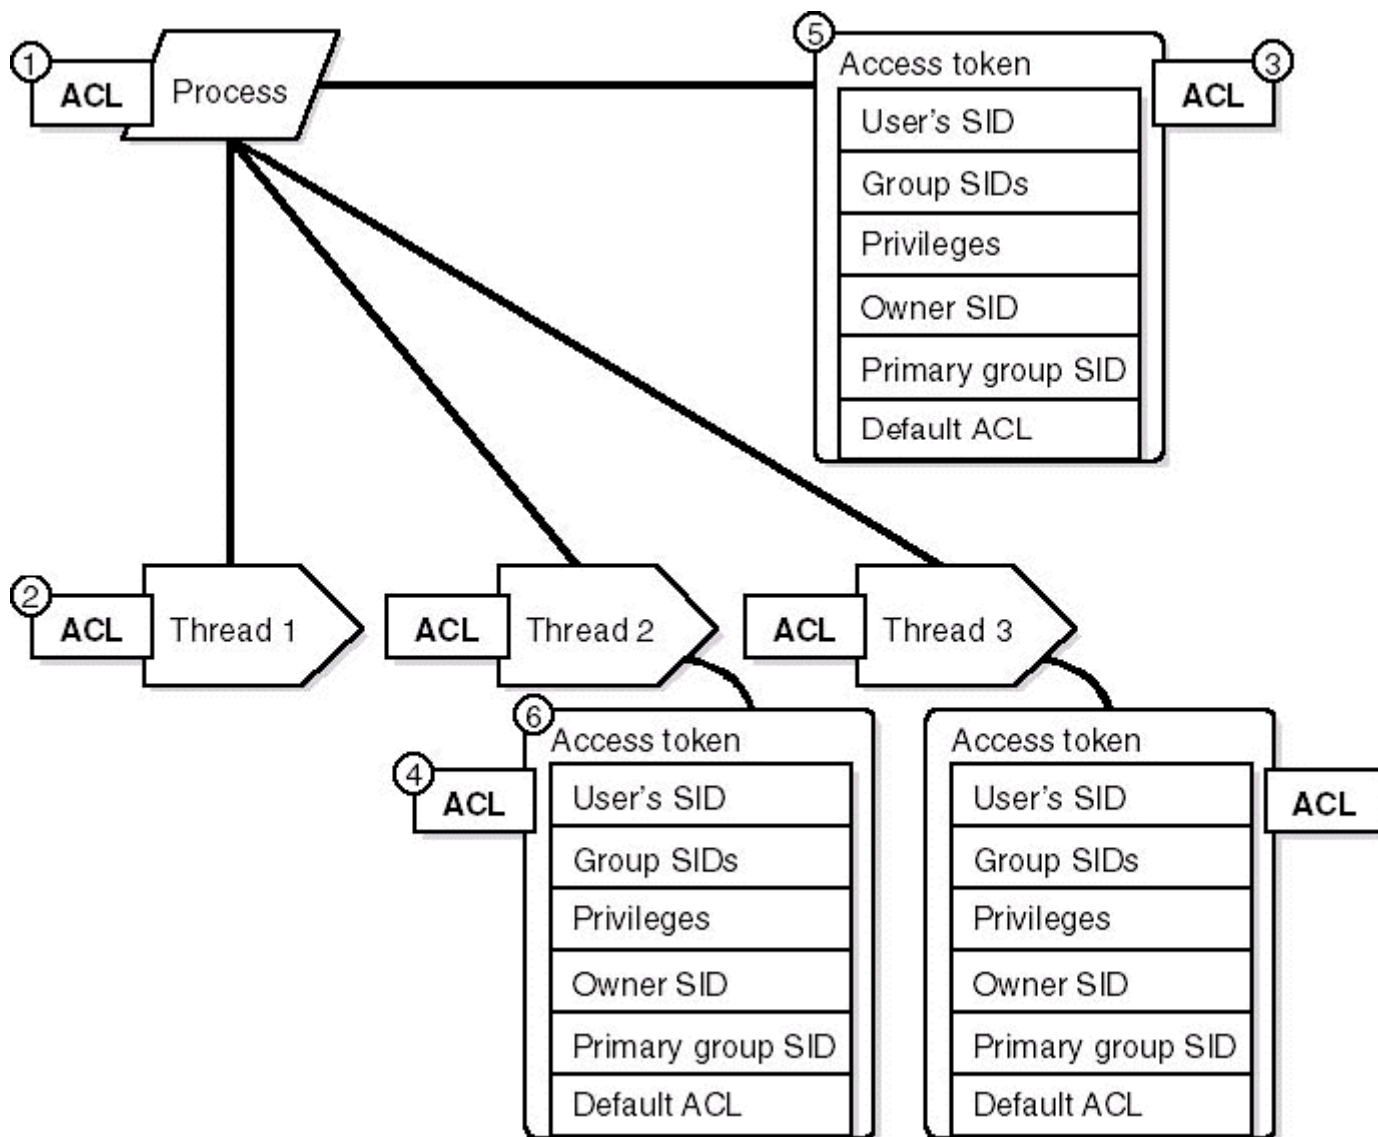 1
ACL
Process
5
Access token
3
ACL
User's SID
Group SIDs
Privileges
Owner SID
Primary group SID
Default ACL
2
ACL
Thread 1
ACL
Thread 2
ACL
Thread 3
6
Access token
4
ACL
User's SID
Group SIDs
Privileges
Owner SID
Primary group SID
Default ACL
Access token
ACL
User's SID
Group SIDs
Privileges
Owner SID
Primary group SID
Default ACL